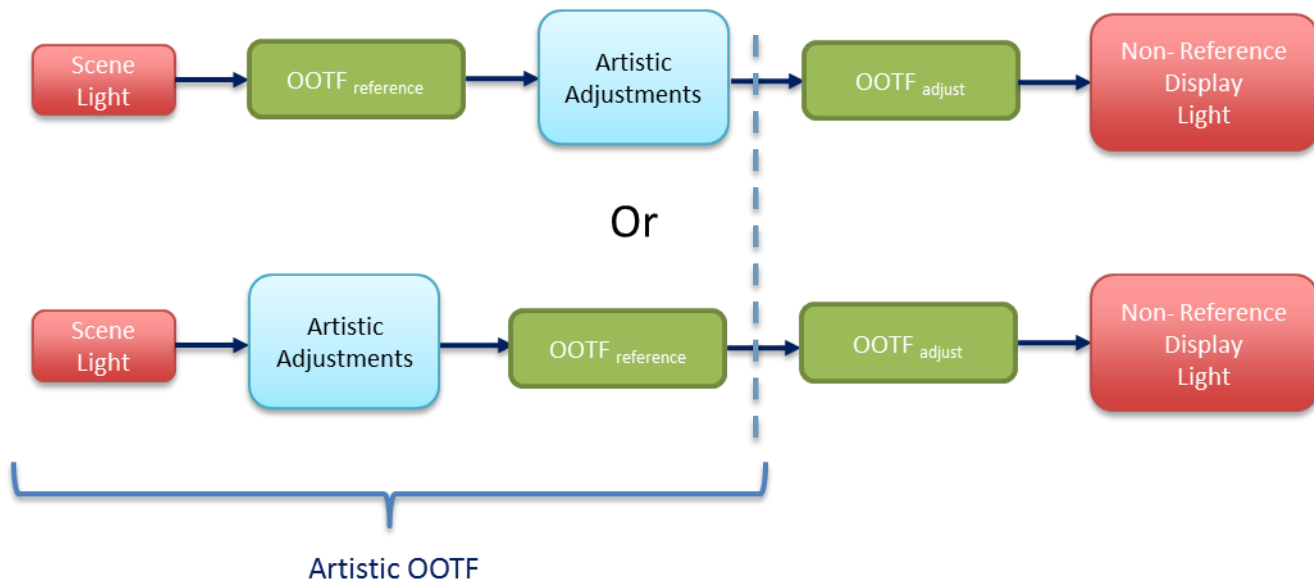 Scene
Light
OOTF reference
Artistic
Adjustments
OOTF adjust
Non- Reference
Display
Light
Or
Scene
Light
Artistic
Adjustments
OOTF reference
OOTF adjust
Non- Reference
Display
Light
Artistic OOTF